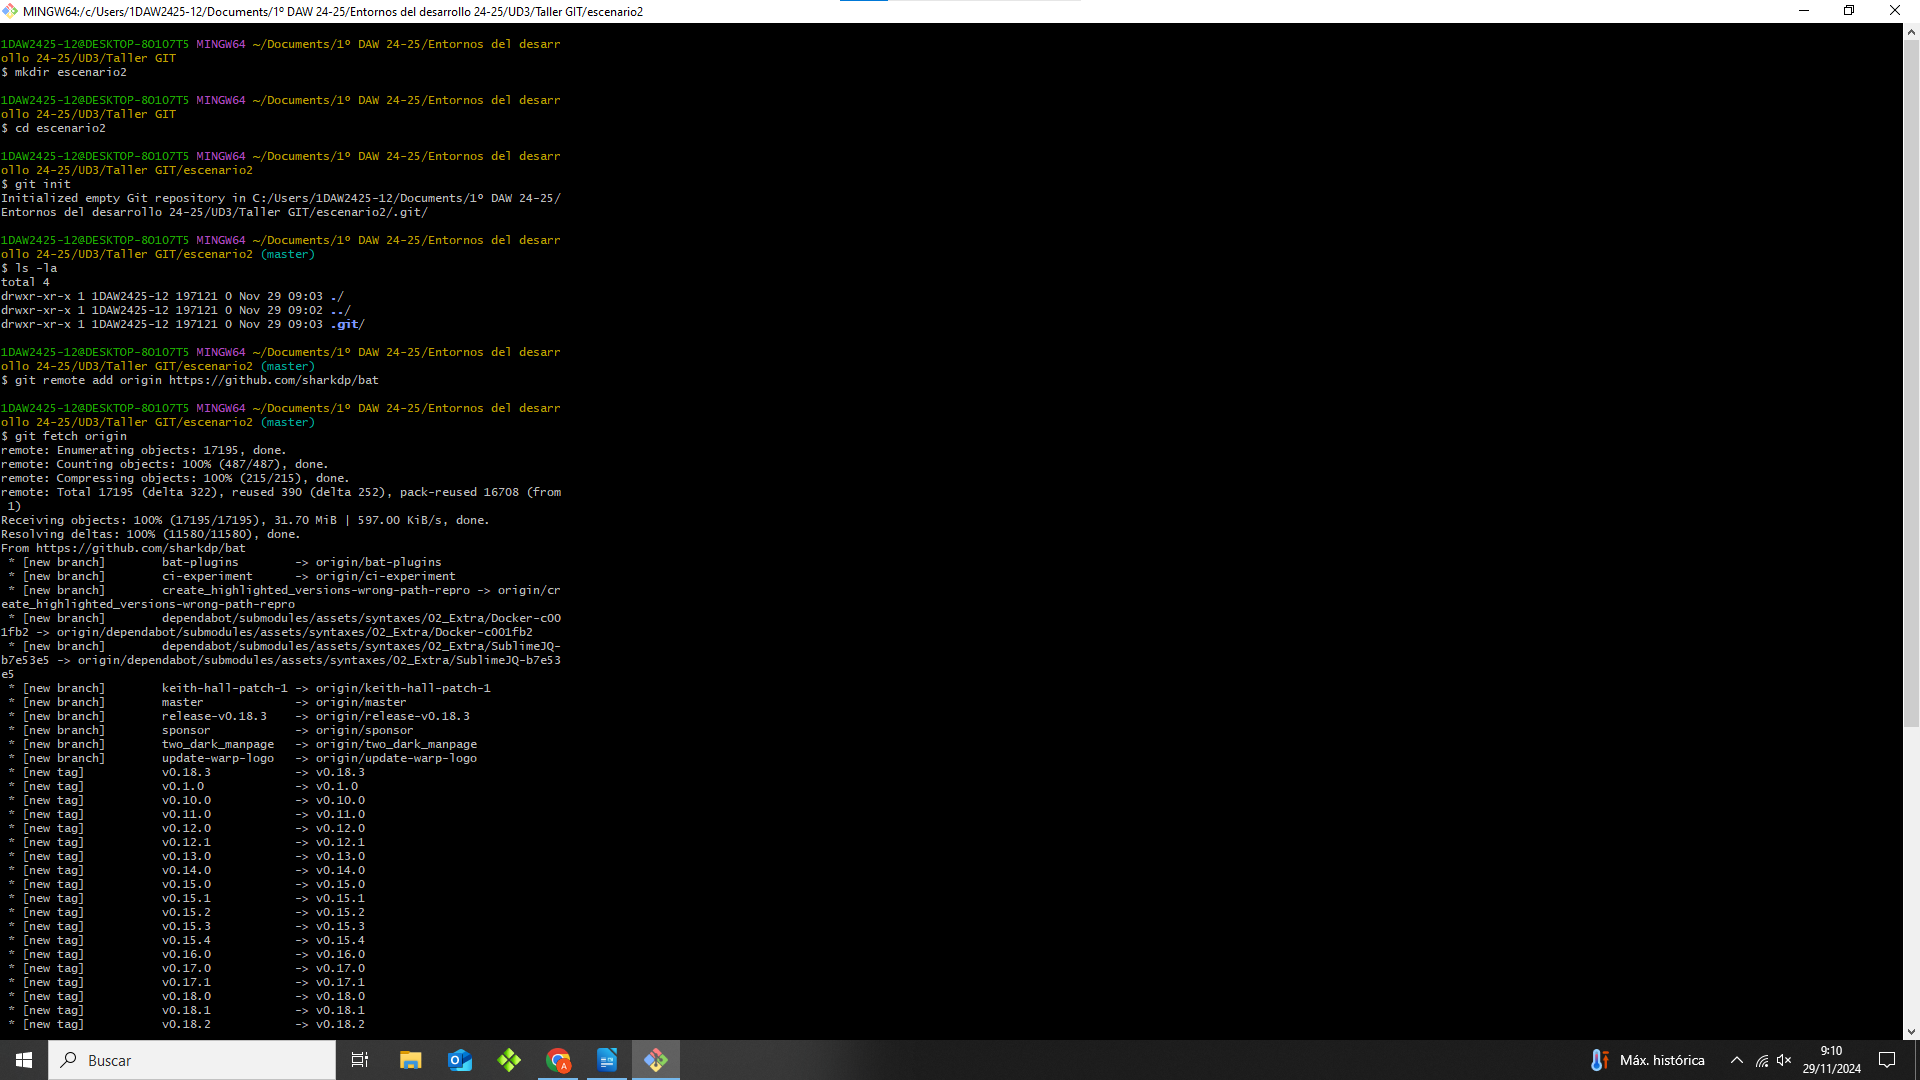 MINGW64:/c/Users/1DAW2425-12/Documents/1º DAW 24-25/Entornos del desarrollo 24-25/UD3/Taller GIT/escenario2
1DAW2425-12@DESKTOP-8O1O7T5 MINGW64 ~/Documents/1º DAW 24-25/Entornos del desarr
ollo 24-25/UD3/Taller GIT
$ mkdir escenario2
1DAW2425-12@DESKTOP-8O1O7T5 MINGW64 ~/Documents/1º DAW 24-25/Entornos del desarr
ollo 24-25/UD3/Taller GIT
$ cd escenario2
1DAW2425-12@DESKTOP-8O1O7T5 MINGW64 ~/Documents/1º DAW 24-25/Entornos del desarr
ollo 24-25/UD3/Taller GIT/escenario2
$ git init
Initialized empty Git repository in C:/Users/1DAW2425-12/Documents/1º DAW 24-25/
Entornos del desarrollo 24-25/UD3/Taller GIT/escenario2/.git/
1DAW2425-12@DESKTOP-8O1O7T5 MINGW64 ~/Documents/1º DAW 24-25/Entornos del desarr
ollo 24-25/UD3/Taller GIT/escenario2 (master)
$ ls -la
total 4
drwxr-xr-x 1 1DAW2425-12 197121 0 Nov 29 09:03 ./
drwxr-xr-x 1 1DAW2425-12 197121 0 Nov 29 09:02 ../
drwxr-xr-x 1 1DAW2425-12 197121 0 Nov 29 09:03 .git/
1DAW2425-12@DESKTOP-8O1O7T5 MINGW64 ~/Documents/1º DAW 24-25/Entornos del desarr
ollo 24-25/UD3/Taller GIT/escenario2 (master)
$ git remote add origin https://github.com/sharkdp/bat
1DAW2425-12@DESKTOP-8O1O7T5 MINGW64 ~/Documents/1º DAW 24-25/Entornos del desarr
ollo 24-25/UD3/Taller GIT/escenario2 (master)
$ git fetch origin
remote: Enumerating objects: 17195, done.
remote: Counting objects: 100% (487/487), done.
remote: Compressing objects: 100% (215/215), done.
remote: Total 17195 (delta 322), reused 390 (delta 252), pack-reused 16708 (from
 1)
Receiving objects: 100% (17195/17195), 31.70 MiB | 597.00 KiB/s, done.
Resolving deltas: 100% (11580/11580), done.
From https://github.com/sharkdp/bat
 * [new branch]        bat-plugins        -> origin/bat-plugins
 * [new branch]        ci-experiment      -> origin/ci-experiment
 * [new branch]        create_highlighted_versions-wrong-path-repro -> origin/cr
eate_highlighted_versions-wrong-path-repro
 * [new branch]        dependabot/submodules/assets/syntaxes/02_Extra/Docker-c00
1fb2 -> origin/dependabot/submodules/assets/syntaxes/02_Extra/Docker-c001fb2
 * [new branch]        dependabot/submodules/assets/syntaxes/02_Extra/SublimeJQ-
b7e53e5 -> origin/dependabot/submodules/assets/syntaxes/02_Extra/SublimeJQ-b7e53
e5
 * [new branch]        keith-hall-patch-1 -> origin/keith-hall-patch-1
 * [new branch]        master             -> origin/master
 * [new branch]        release-v0.18.3    -> origin/release-v0.18.3
 * [new branch]        sponsor            -> origin/sponsor
 * [new branch]        two_dark_manpage   -> origin/two_dark_manpage
 * [new branch]        update-warp-logo   -> origin/update-warp-logo
 * [new tag]           v0.18.3            -> v0.18.3
 * [new tag]           v0.1.0             -> v0.1.0
 * [new tag]           v0.10.0            -> v0.10.0
 * [new tag]           v0.11.0            -> v0.11.0
 * [new tag]           v0.12.0            -> v0.12.0
 * [new tag]           v0.12.1            -> v0.12.1
 * [new tag]           v0.13.0            -> v0.13.0
 * [new tag]           v0.14.0            -> v0.14.0
 * [new tag]           v0.15.0            -> v0.15.0
 * [new tag]           v0.15.1            -> v0.15.1
 * [new tag]           v0.15.2            -> v0.15.2
 * [new tag]           v0.15.3            -> v0.15.3
 * [new tag]           v0.15.4            -> v0.15.4
 * [new tag]           v0.16.0            -> v0.16.0
 * [new tag]           v0.17.0            -> v0.17.0
 * [new tag]           v0.17.1            -> v0.17.1
 * [new tag]           v0.18.0            -> v0.18.0
 * [new tag]           v0.18.1            -> v0.18.1
 * [new tag]           v0.18.2            -> v0.18.2
Buscar
Máx. histórica
9:10
29/11/2024